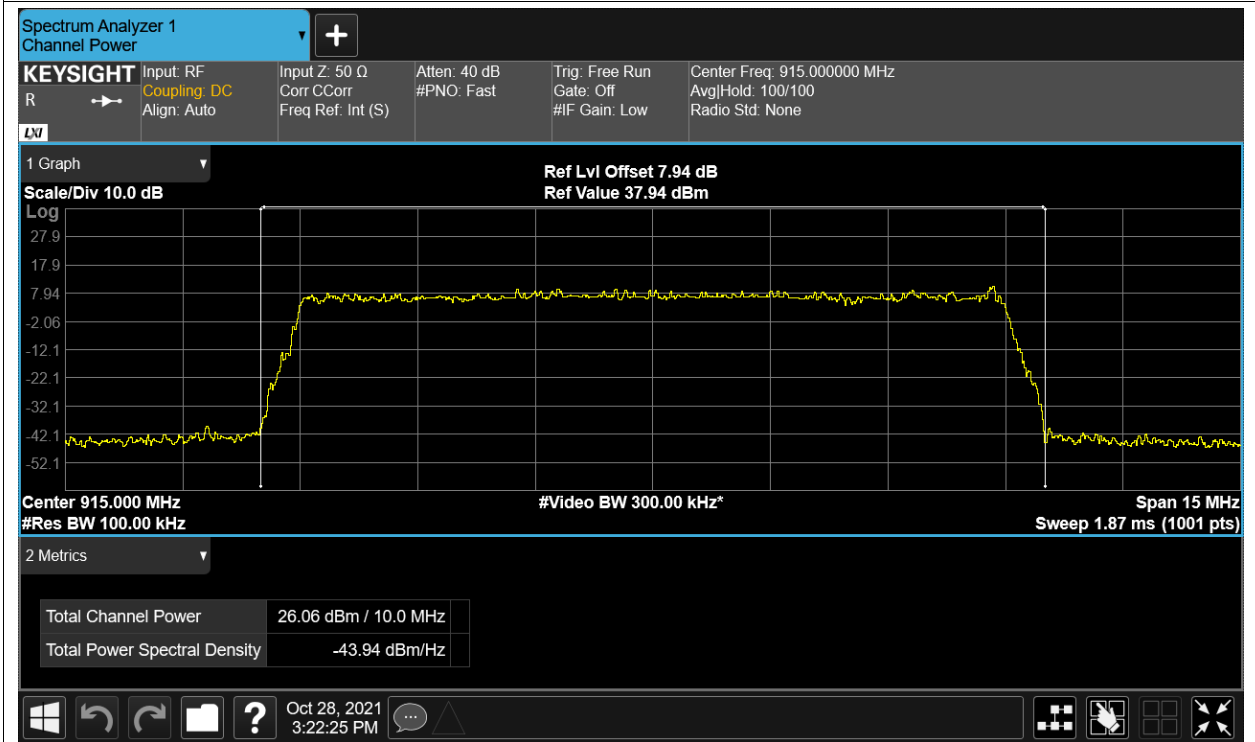 Spectrum Analyzer 1
Channel Power
KEYSIGHT
R
LXI
Input: RF
Coupling: DC
Align: Auto
Input Z: 50 Ω
Corr CCorr
Freq Ref: Int (S)
Atten: 40 dB
#PNO: Fast
Trig: Free Run
Gate: Off
#IF Gain: Low
Center Freq: 915.000000 MHz
Avg|Hold: 100/100
Radio Std: None
1 Graph
Scale/Div 10.0 dB
Ref Lvl Offset 7.94 dB
Ref Value 37.94 dBm
Log
27.9
17.9
7.94
-2.06
-12.1
-22.1
-32.1
-42.1
-52.1
Center 915.000 MHz
#Res BW 100.00 kHz
#Video BW 300.00 kHz*
Span 15 MHz
Sweep 1.87 ms (1001 pts)
2 Metrics
Total Channel Power 26.06 dBm / 10.0 MHz
Total Power Spectral Density -43.94 dBm/Hz
?
Oct 28, 2021
3:22:25 PM